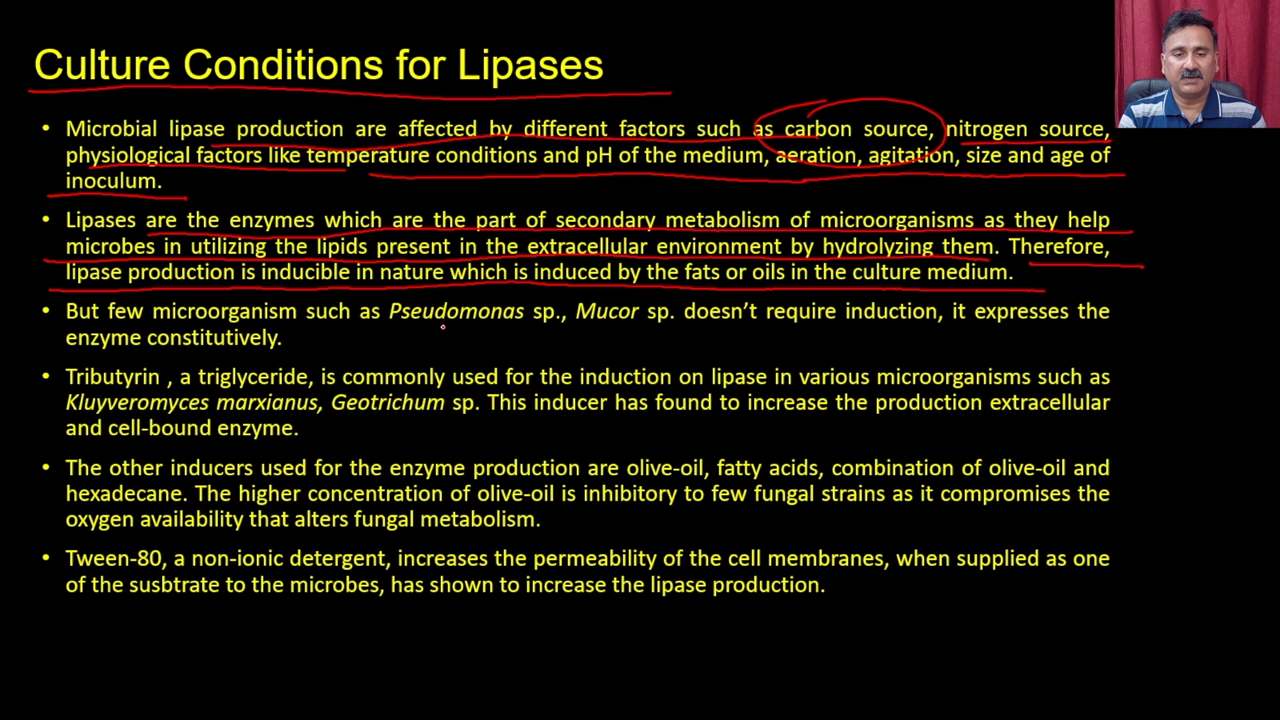 Culture Conditions for Lipases
• Microbial lipase production are affected by different factors such as carbon source, nitrogen source,
physiological factors like temperature conditions and pH of the medium, aeration, agitation, size and age of
inoculum.
• Lipases are the enzymes which are the part of secondary metabolism of microorganisms as they help
microbes in utilizing the lipids present in the extracellular environment by hydrolyzing them. Therefore,
lipase production is inducible in nature which is induced by the fats or oils in the culture medium.
• But few microorganism such as Pseudomonas sp., Mucor sp. doesn’t require induction, it expresses the
enzyme constitutively.
• Tributyrin , a triglyceride, is commonly used for the induction on lipase in various microorganisms such as
Kluyveromyces marxianus, Geotrichum sp. This inducer has found to increase the production extracellular
and cell-bound enzyme.
• The other inducers used for the enzyme production are olive-oil, fatty acids, combination of olive-oil and
hexadecane. The higher concentration of olive-oil is inhibitory to few fungal strains as it compromises the
oxygen availability that alters fungal metabolism.
• Tween-80, a non-ionic detergent, increases the permeability of the cell membranes, when supplied as one
of the susbtrate to the microbes, has shown to increase the lipase production.